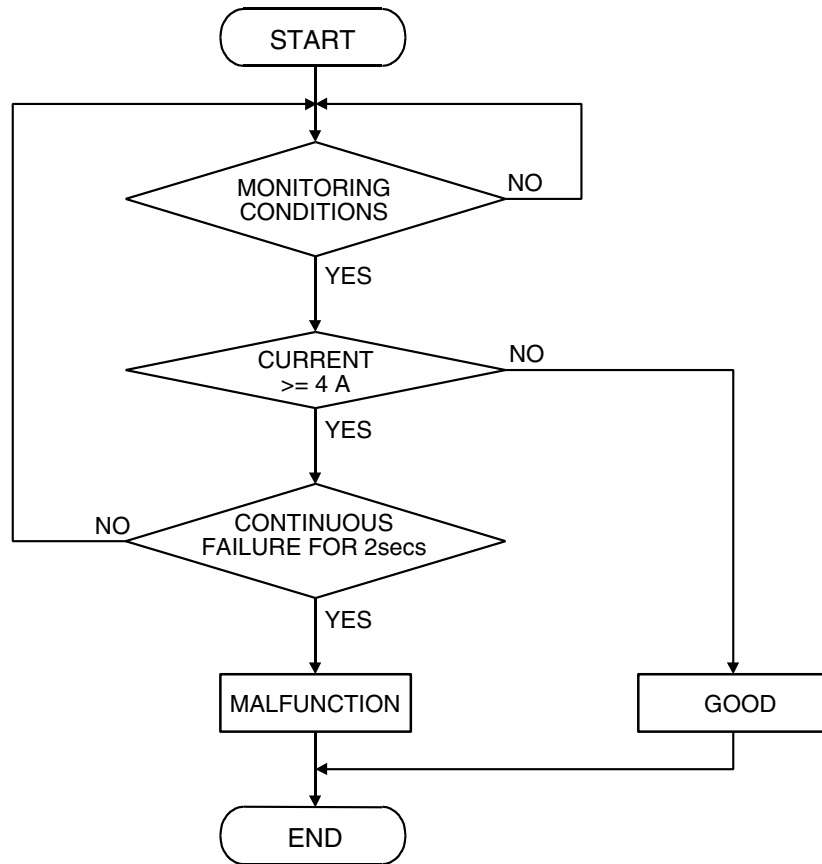 START
MONITORING
CONDITIONS
NO
YES
CURRENT
>= 4 A
NO
YES
CONTINUOUS
FAILURE FOR 2secs
NO
YES
MALFUNCTION
GOOD
END